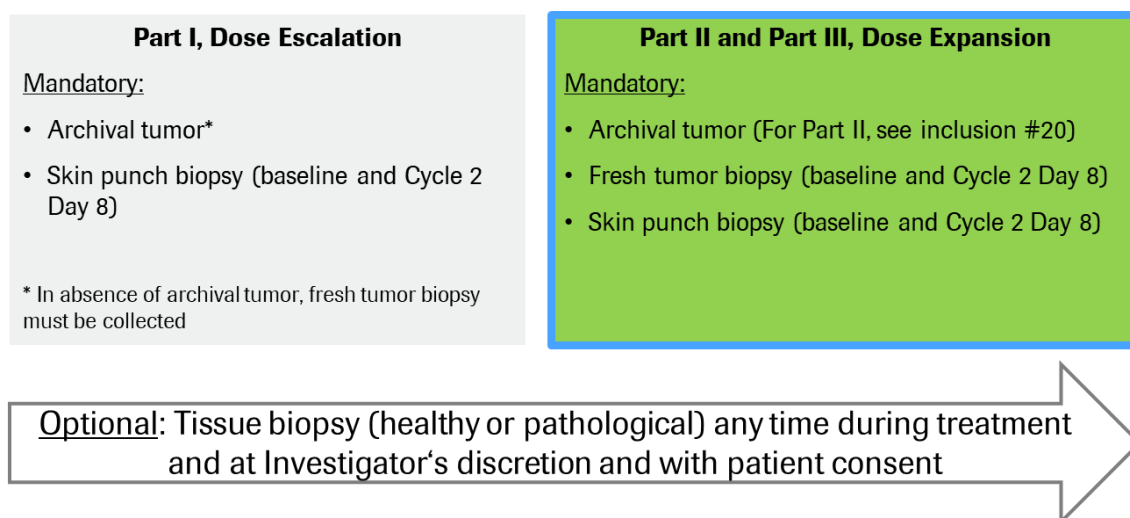 Part I, Dose Escalation
Mandatory:
• Archival tumor*
• Skin punch biopsy (baseline and Cycle 2
Day 8)
* In absence of archival tumor, fresh tumor biopsy
must be collected
Part II and Part III, Dose Expansion
Mandatory:
• Archival tumor (For Part II, see inclusion #20)
• Fresh tumor biopsy (baseline and Cycle 2 Day 8)
• Skin punch biopsy (baseline and Cycle 2 Day 8)
Optional: Tissue biopsy (healthy or pathological) any time during treatment
and at Investigator‘s discretion and with patient consent